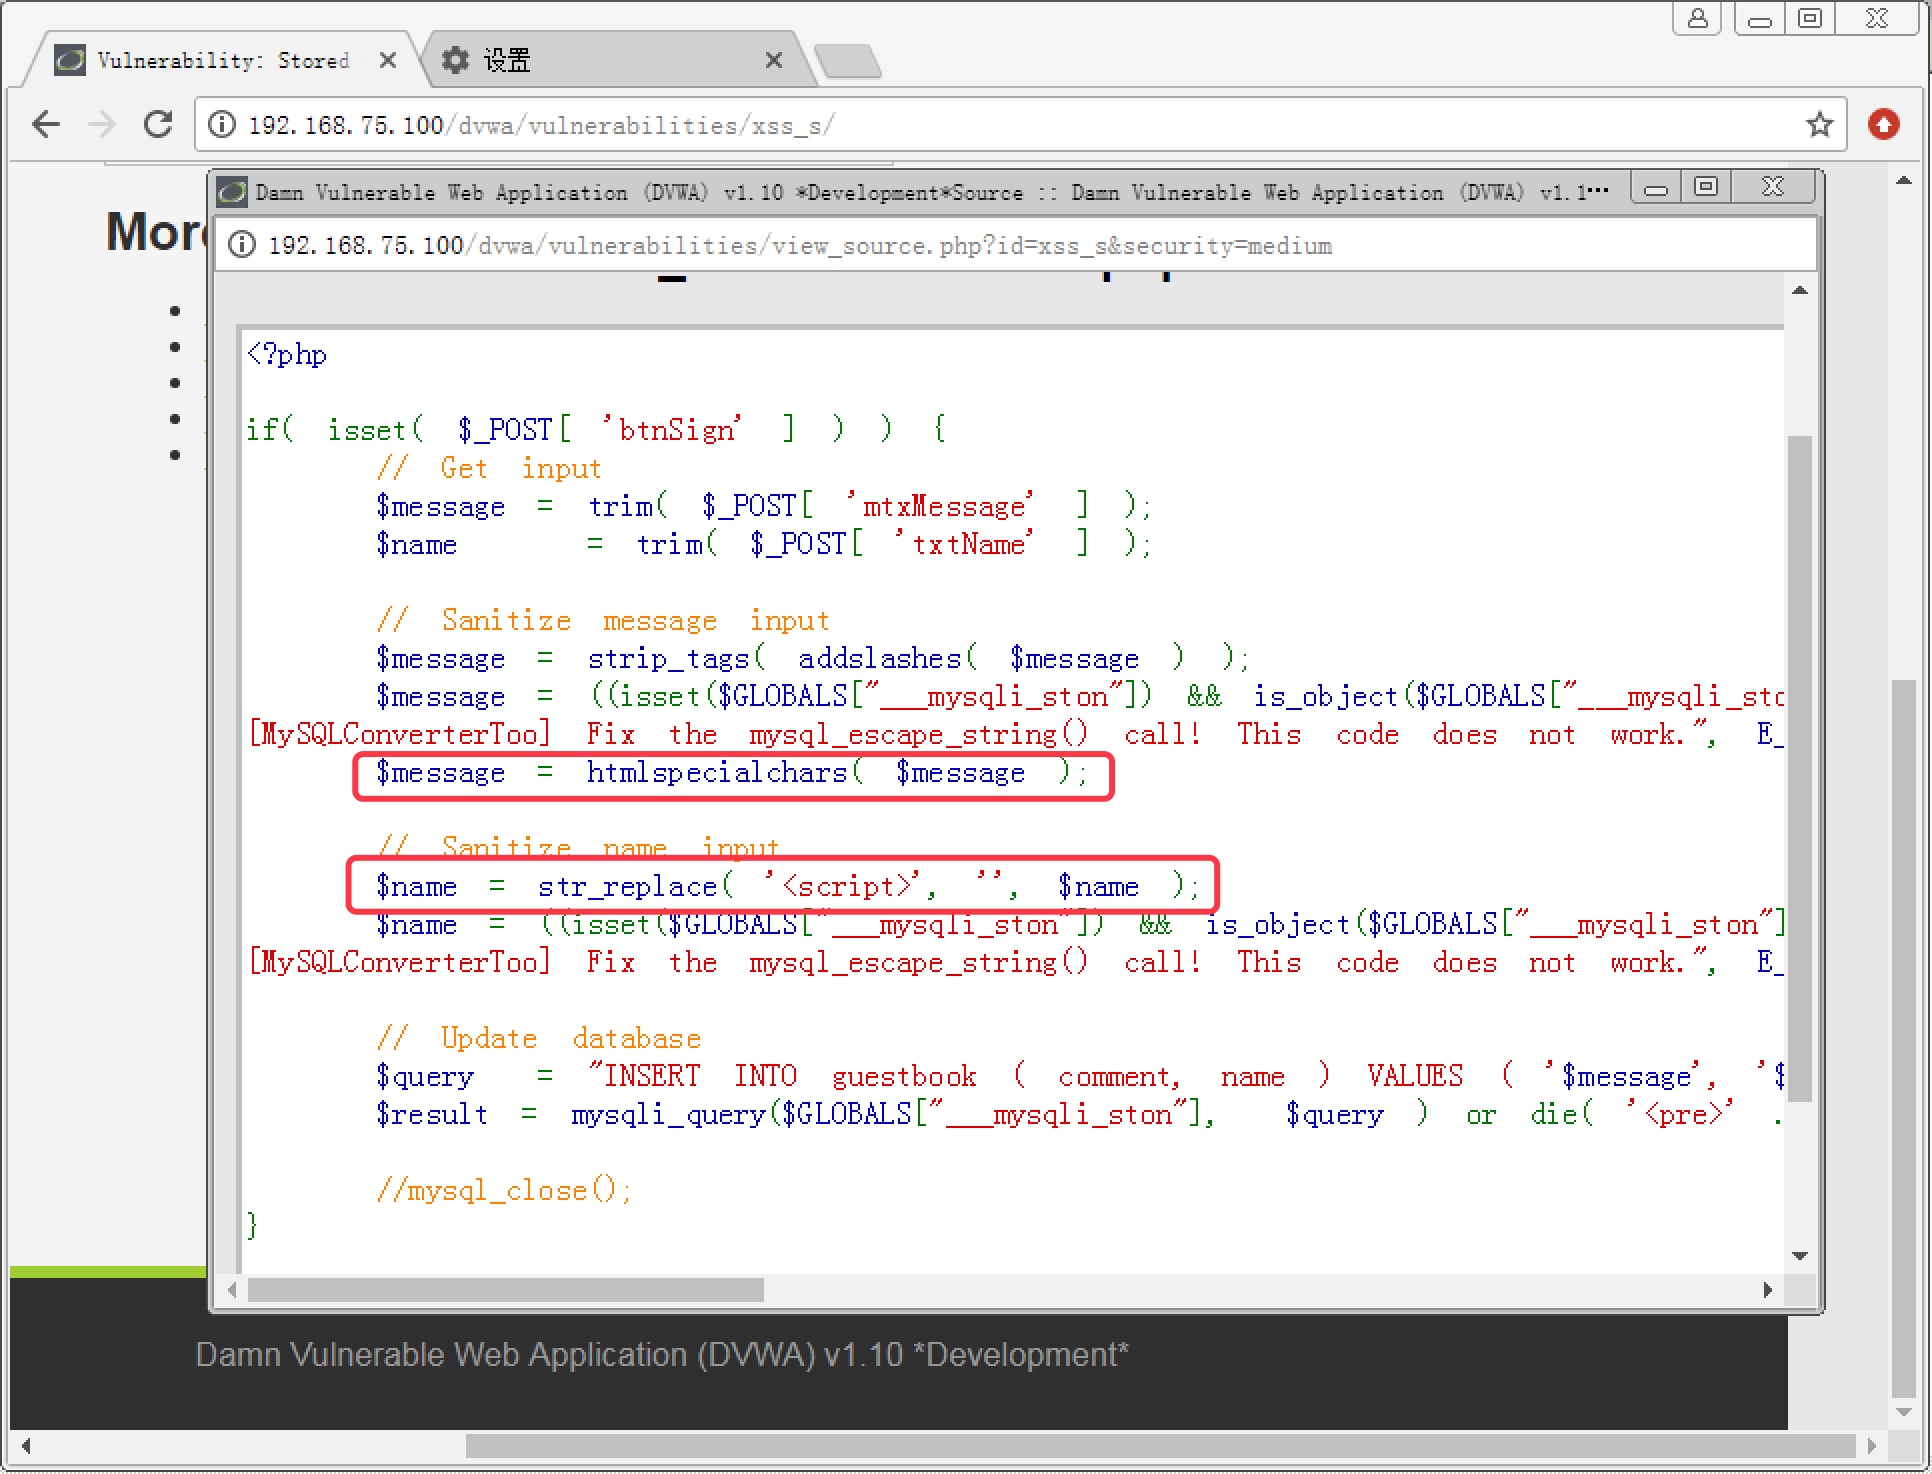 Vulnerability: Stored
设置
192.168.75.100/dvwa/vulnerabilities/xss_s/
Damn Vulnerable Web Application (DVWA) v1.10 *Development*Source :: Damn Vulnerable Web Application (DVWA) v1.1...
192.168.75.100/dvwa/vulnerabilities/view_source.php?id=xss_s&security=medium
<?php
if( isset( $_POST[ 'btnSign' ] ) ) {
// Get input
$message = trim( $_POST[ 'mtxMessage' ] );
$name = trim( $_POST[ 'txtName' ] );
// Sanitize message input
$message = strip_tags( addslashes( $message ) );
$message = ((isset($GLOBALS["___mysqli_ston"]) && is_object($GLOBALS["___mysqli_sto
[MySQLConverterToo] Fix the mysql_escape_string() call! This code does not work.", E_
$message = htmlspecialchars( $message );
// Sanitize name input
$name = str_replace( '<script>', '', $name );
$name = ((isset($GLOBALS["___mysqli_ston"]) && is_object($GLOBALS["___mysqli_ston"]
[MySQLConverterToo] Fix the mysql_escape_string() call! This code does not work.", E_
// Update database
$query = "INSERT INTO guestbook ( comment, name ) VALUES ( '$message', '$
$result = mysqli_query($GLOBALS["___mysqli_ston"], $query ) or die( '<pre>' .
//mysql_close();
}
Damn Vulnerable Web Application (DVWA) v1.10 *Development*